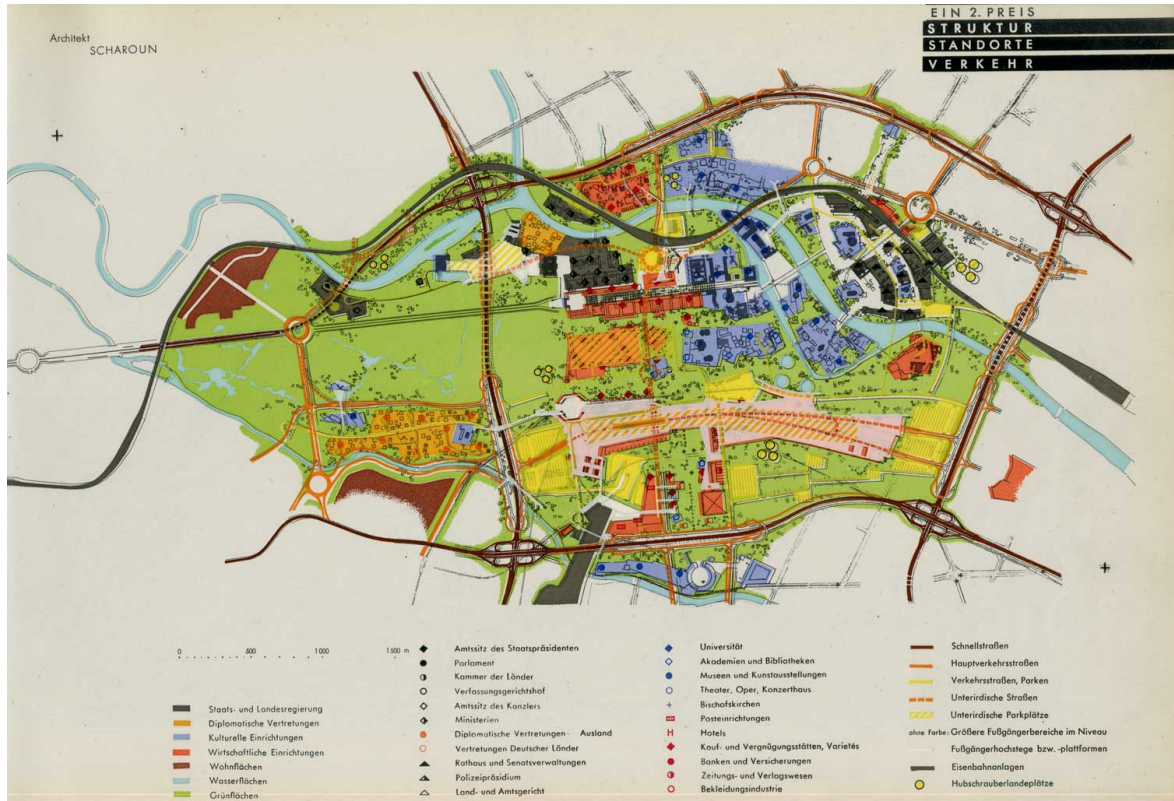 Architekt
SCHAROUN
EIN 2. PREIS
STRUKTUR
STANDORTE
VERKEHR
0 500 1000 1500 m
Staats- und Landesregierung
Diplomatische Vertretungen
Kulturelle Einrichtungen
Wirtschaftliche Einrichtungen
Wohnflächen
Wasserflächen
Grünflächen
Amtssitz des Staatspräsidenten
Parlament
Kammer der Länder
Verfassungsgerichtshof
Amtssitz des Kanzlers
Ministerien
Diplomatische Vertretungen Ausland
Vertretungen Deutscher Länder
Rathaus und Senatsverwaltungen
Polizeipräsidium
Land- und Amtsgericht
Universität
Akademien und Bibliotheken
Museen und Kunstausstellungen
Theater, Oper, Konzerthaus
Bischofskirchen
Posteinrichtungen
H Hotels
Kauf- und Vergnügungsstätten, Varietés
Banken und Versicherungen
Zeitungs- und Verlagswesen
Bekleidungsindustrie
Schnellstraßen
Hauptverkehrsstraßen
Verkehrsstraßen, Parken
Unterirdische Straßen
Unterirdische Parkplätze
ohne Farbe: Größere Fußgängerbereiche im Niveau
Fußgängerhochstege bzw. -plattformen
Eisenbahnanlagen
Hubschrauberlandeplätze